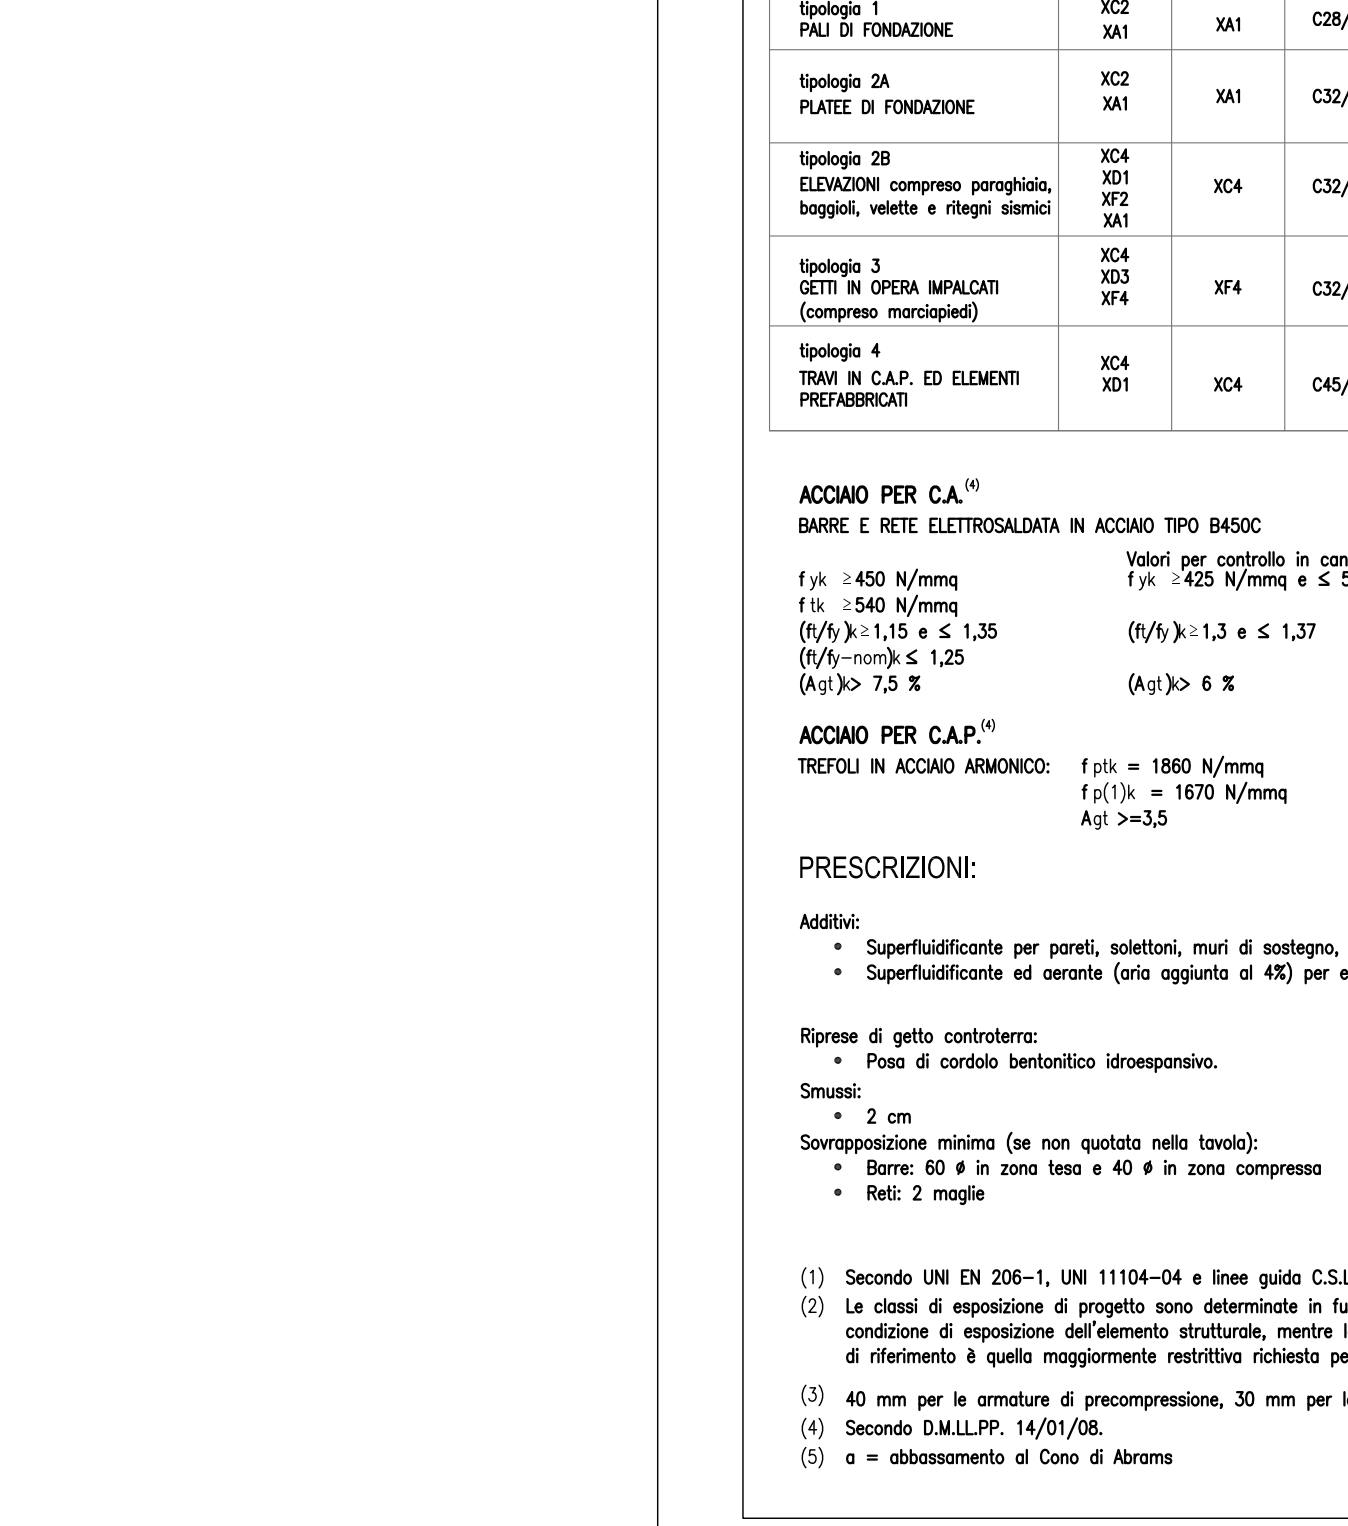 tipologia 1
PALI DI FONDAZIONE
XC2
XA1
XA1
C28/
tipologia 2A
PLATEE DI FONDAZIONE
XC2
XA1
XA1
C32/
tipologia 2B
ELEVAZIONI compreso paraghiaia,
baggioli, velette e ritegni sismici
XC4
XD1
XF2
XA1
XC4
C32/
tipologia 3
GETTI IN OPERA IMPALCATI
(compreso marciapiedi)
XC4
XD3
XF4
XF4
C32/
tipologia 4
TRAVI IN C.A.P. ED ELEMENTI
PREFABBRICATI
XC4
XD1
XC4
C45/
ACCIAIO PER C.A.(4)
BARRE E RETE ELETTROSALDATA IN ACCIAIO TIPO B450C
Valori per controllo in can
f yk ≥450 N/mmq f yk ≥425 N/mmq e ≤ 5
f tk ≥540 N/mmq
(ft/fy)k≥1,15 e ≤ 1,35 (ft/fy)k≥1,3 e ≤ 1,37
(ft/fy-nom)k≤ 1,25
(Agt)k> 7,5 % (Agt)k> 6 %
ACCIAIO PER C.A.P.(4)
TREFOLI IN ACCIAIO ARMONICO: f ptk = 1860 N/mmq
f p(1)k = 1670 N/mmq
Agt >=3,5
PRESCRIZIONI:
Additivi:
• Superfluidificante per pareti, solettoni, muri di sostegno,
• Superfluidificante ed aerante (aria aggiunta al 4%) per e
Riprese di getto controterra:
• Posa di cordolo bentonitico idroespansivo.
Smussi:
• 2 cm
Sovrapposizione minima (se non quotata nella tavola):
• Barre: 60 ø in zona tesa e 40 ø in zona compressa
• Reti: 2 maglie
(1) Secondo UNI EN 206-1, UNI 11104-04 e linee guida C.S.L
(2) Le classi di esposizione di progetto sono determinate in fu
condizione di esposizione dell'elemento strutturale, mentre l
di riferimento è quella maggiormente restrittiva richiesta pe
(3) 40 mm per le armature di precompressione, 30 mm per l
(4) Secondo D.M.LL.PP. 14/01/08.
(5) a = abbassamento al Cono di Abrams